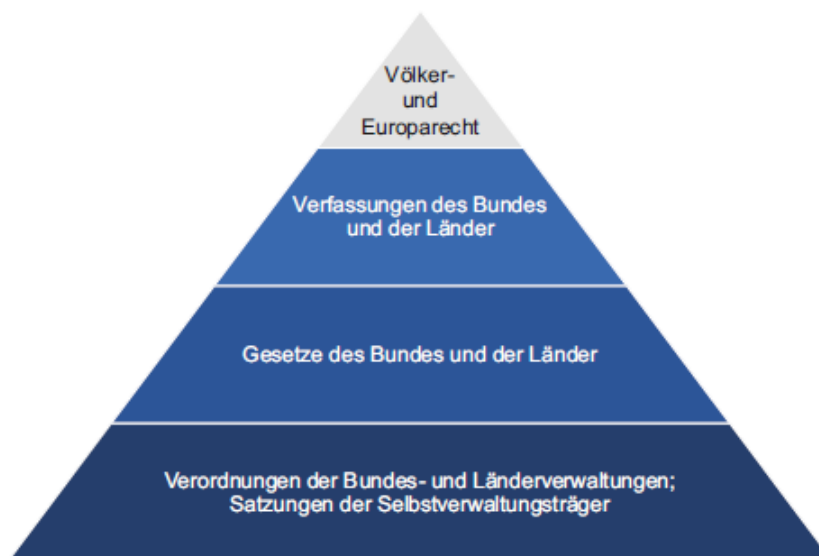 Völker-
und
Europarecht
Verfassungen des Bundes
und der Länder
Gesetze des Bundes und der Länder
Verordnungen der Bundes- und Länderverwaltungen;
Satzungen der Selbstverwaltungsträger